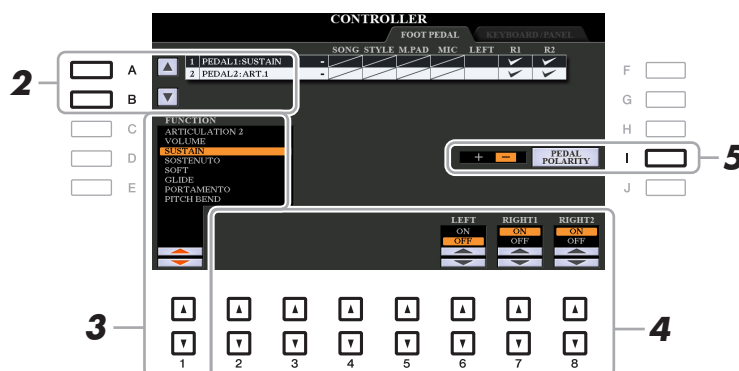 CONTROLLER
FOOT PEDAL KEYBOARD/PANEL
SONG STYLE M.PAD MIC LEFT R1 R2
1 PEDAL1:SUSTAIN -
2 PEDAL2:ART.1 -
2
A
B
C
D
E
F
G
H
I
J
FUNCTION
ARTICULATION 2
VOLUME
SUSTAIN
SOSTENUTO
SOFT
GLIDE
PORTAMENTO
PITCH BEND
+ - PEDAL POLARITY
5
LEFT RIGHT1 RIGHT2
ON ON ON
OFF OFF OFF
3
4
1 2 3 4 5 6 7 8